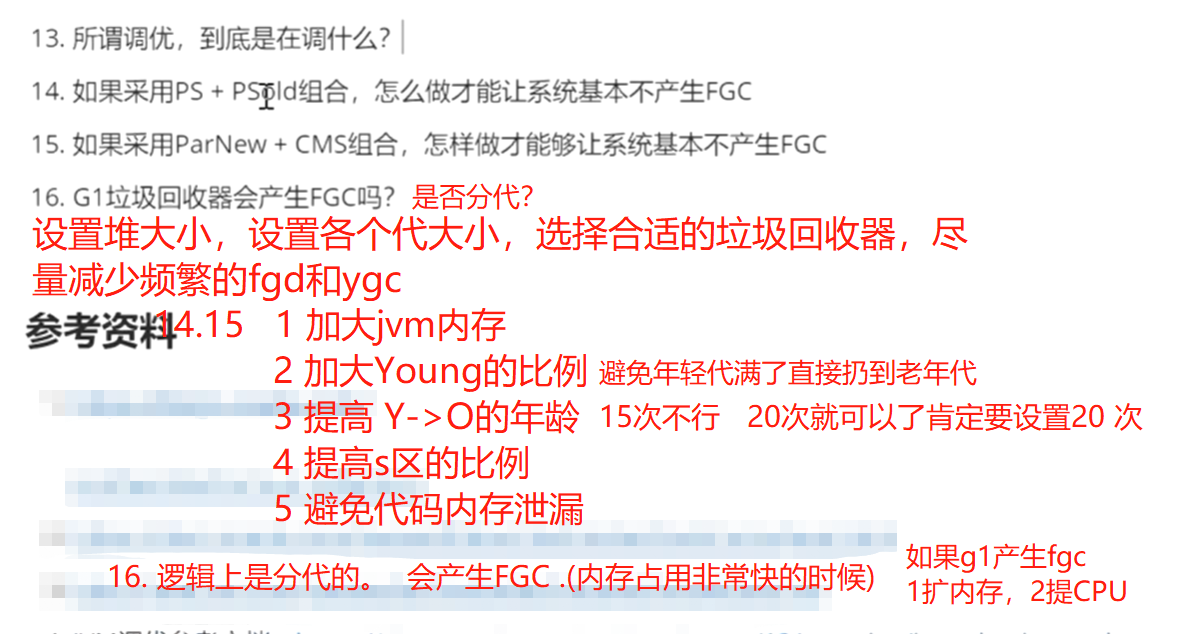 13. 所谓调优，到底是在调什么？
14. 如果采用PS + PSold组合，怎么做才能让系统基本不产生FGC
15. 如果采用ParNew + CMS组合，怎样做才能够让系统基本不产生FGC
16. G1垃圾回收器会产生FGC吗？ 是否分代？
设置堆大小，设置各个代大小，选择合适的垃圾回收器，尽
量减少频繁的fgd和ygc
参考资料
14.15 1 加大jvm内存
2 加大Young的比例 避免年轻代满了直接扔到老年代
3 提高 Y->O的年龄 15次不行 20次就可以了肯定要设置20 次
4 提高s区的比例
5 避免代码内存泄漏
16. 逻辑上是分代的。 会产生FGC .(内存占用非常快的时候)
如果g1产生fgc
1扩内存，2提CPU